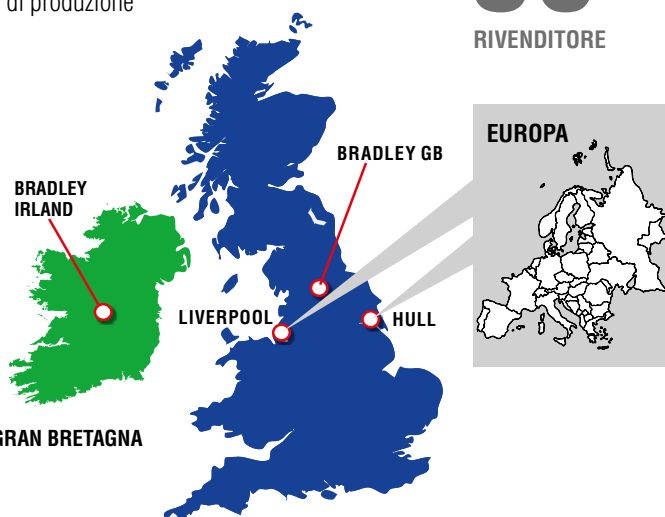 di produzione
RIVENDITORE
EUROPA
BRADLEY GB
BRADLEY
IRLAND
LIVERPOOL
HULL
GRAN BRETAGNA